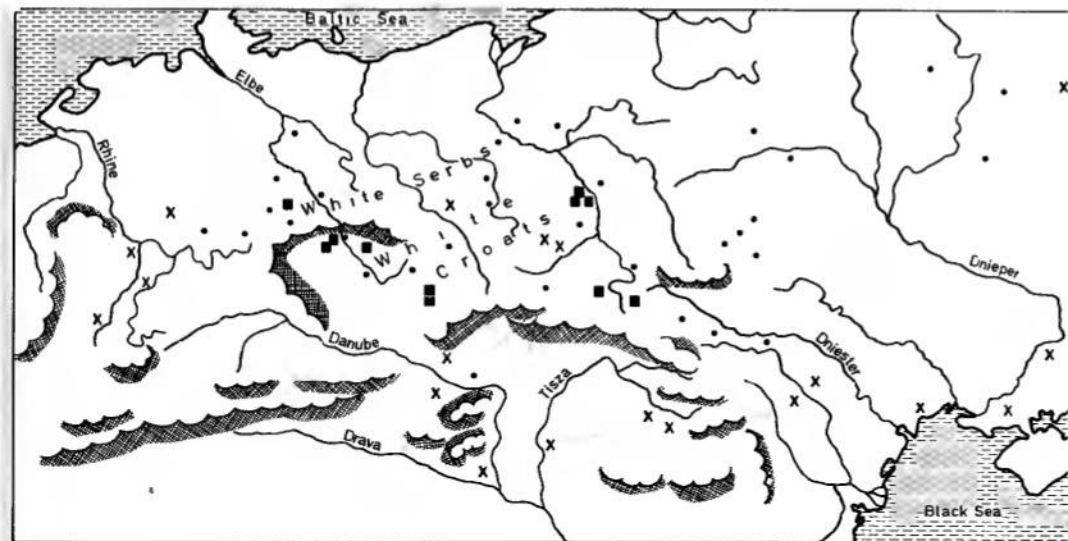 Baltic Sea
Elbe
Rhine
White Serbs
White
Croats
Dnieper
Danube
Tisza
Dniester
Drava
Black Sea